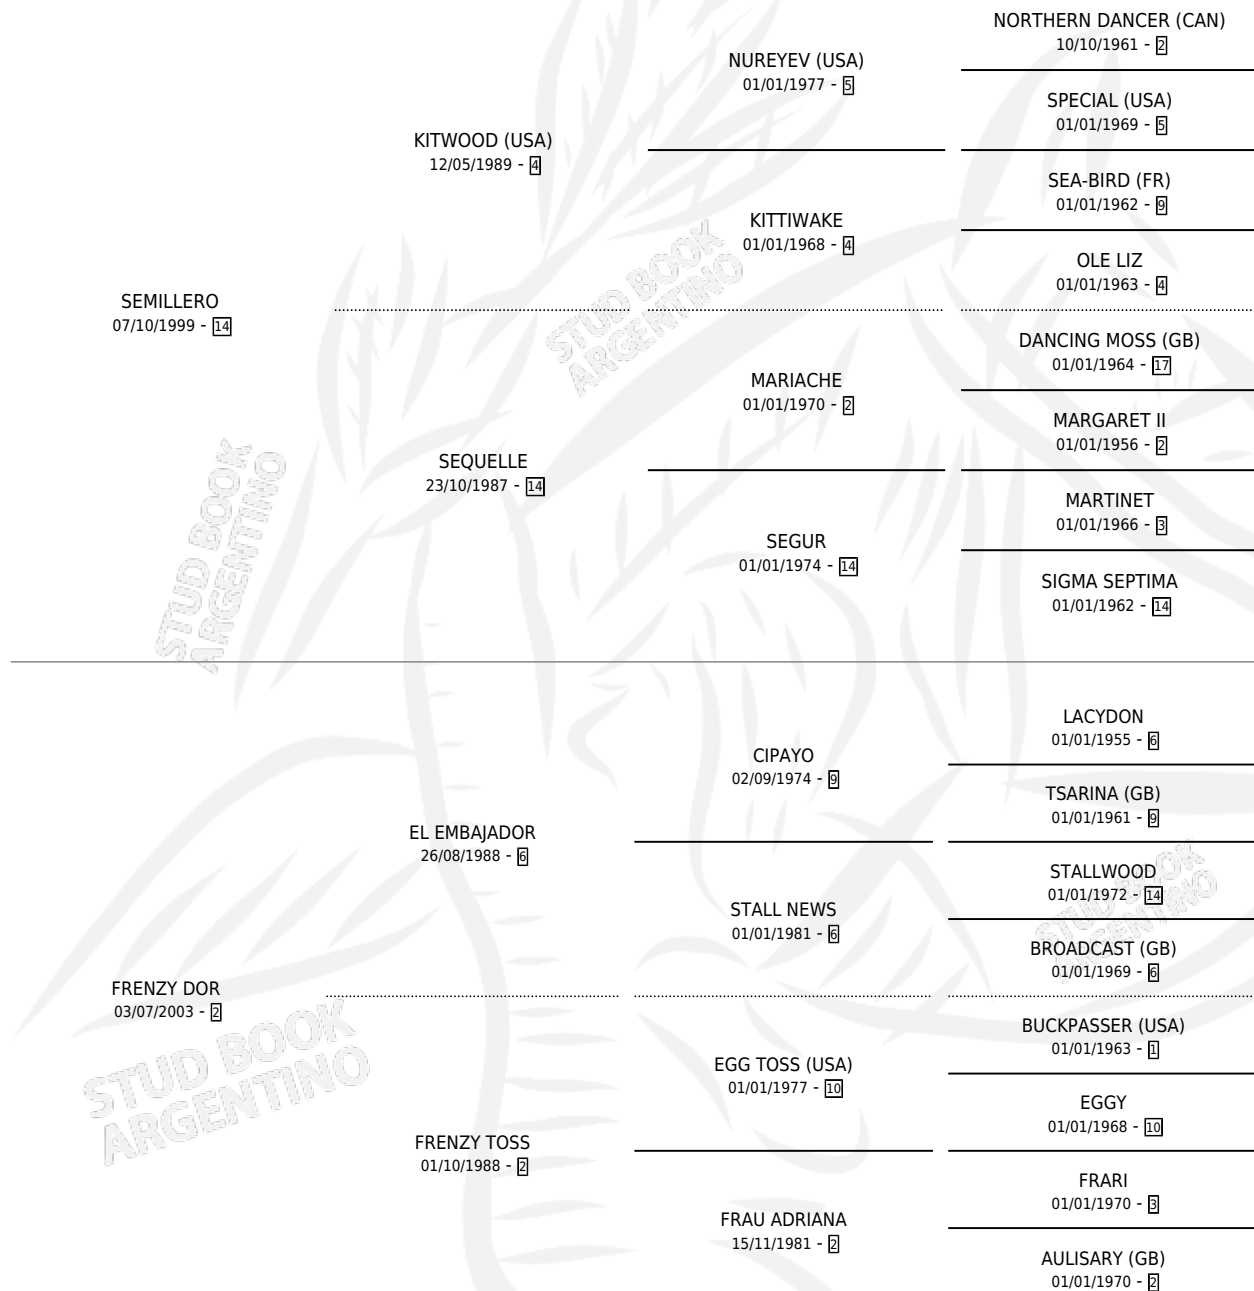 NORTHERN DANCER (CAN)
10/10/1961 - 2
NUREYEV (USA)
01/01/1977 - 5
SPECIAL (USA)
01/01/1969 - 5
KITWOOD (USA)
12/05/1989 - 4
SEA-BIRD (FR)
01/01/1962 - 9
KITTIWAKE
01/01/1968 - 4
OLE LIZ
01/01/1963 - 4
SEMILLERO
07/10/1999 - 14
DANCING MOSS (GB)
01/01/1964 - 17
MARIACHE
01/01/1970 - 2
MARGARET II
01/01/1956 - 2
SEQUELLE
23/10/1987 - 14
MARTINET
01/01/1966 - 3
SEGUR
01/01/1974 - 14
SIGMA SEPTIMA
01/01/1962 - 14
LACYDON
01/01/1955 - 6
CIPAYO
02/09/1974 - 9
TSARINA (GB)
01/01/1961 - 9
EL EMBAJADOR
26/08/1988 - 6
STALLWOOD
01/01/1972 - 14
STALL NEWS
01/01/1981 - 6
BROADCAST (GB)
01/01/1969 - 6
FRENZY DOR
03/07/2003 - 2
BUCKPASSER (USA)
01/01/1963 - 1
EGG TOSS (USA)
01/01/1977 - 10
EGGY
01/01/1968 - 10
FRENZY TOSS
01/10/1988 - 2
FRARI
01/01/1970 - 3
FRAU ADRIANA
15/11/1981 - 2
AULISARY (GB)
01/01/1970 - 2
STUD BOOK
ARGENTINO
STUD BOOK
ARGENTINO
STUD BOOK
ARGENTINO
STUD BOOK
ARGENTINO